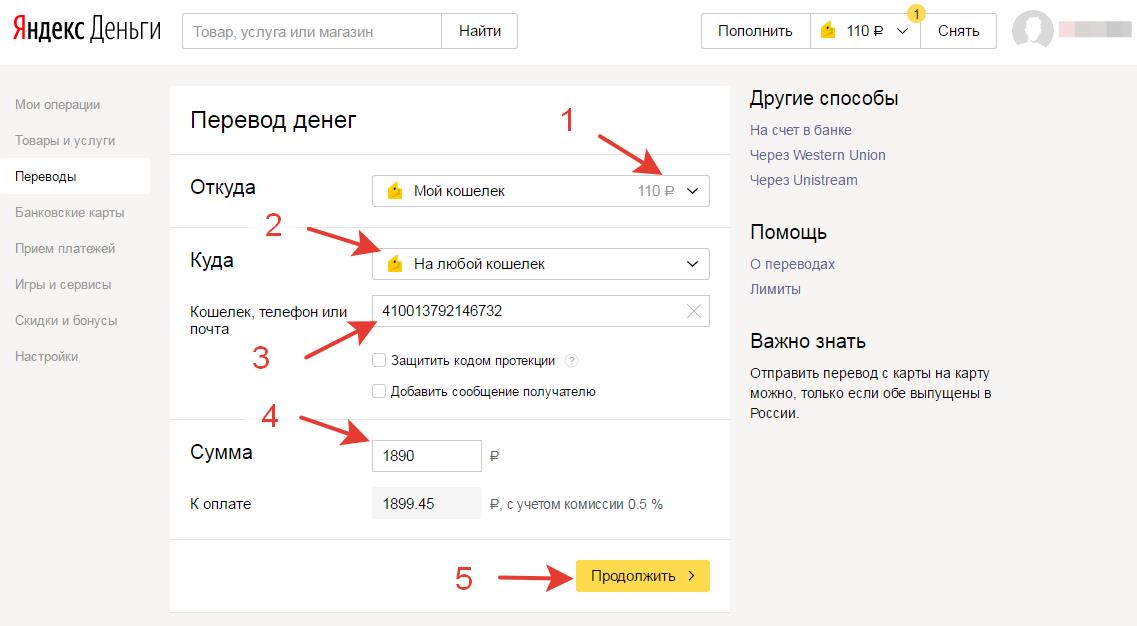 Яндекс Деньги
Товар, услуга или магазин
Найти
Пополнить
110 ₽
1
Снять
Мои операции
Товары и услуги
Переводы
Банковские карты
Прием платежей
Игры и сервисы
Скидки и бонусы
Настройки
Перевод денег
1
Откуда
Мой кошелек
110 ₽
2
Куда
На любой кошелек
Кошелек, телефон или
почта
410013792146732
3
Защитить кодом протекции
?
Добавить сообщение получателю
4
Сумма
1890
₽
К оплате
1899.45
₽, с учетом комиссии 0.5 %
5
Продолжить
Другие способы
На счет в банке
Через Western Union
Через Unistream
Помощь
О переводах
Лимиты
Важно знать
Отправить перевод с карты на карту
можно, только если обе выпущены в
России.